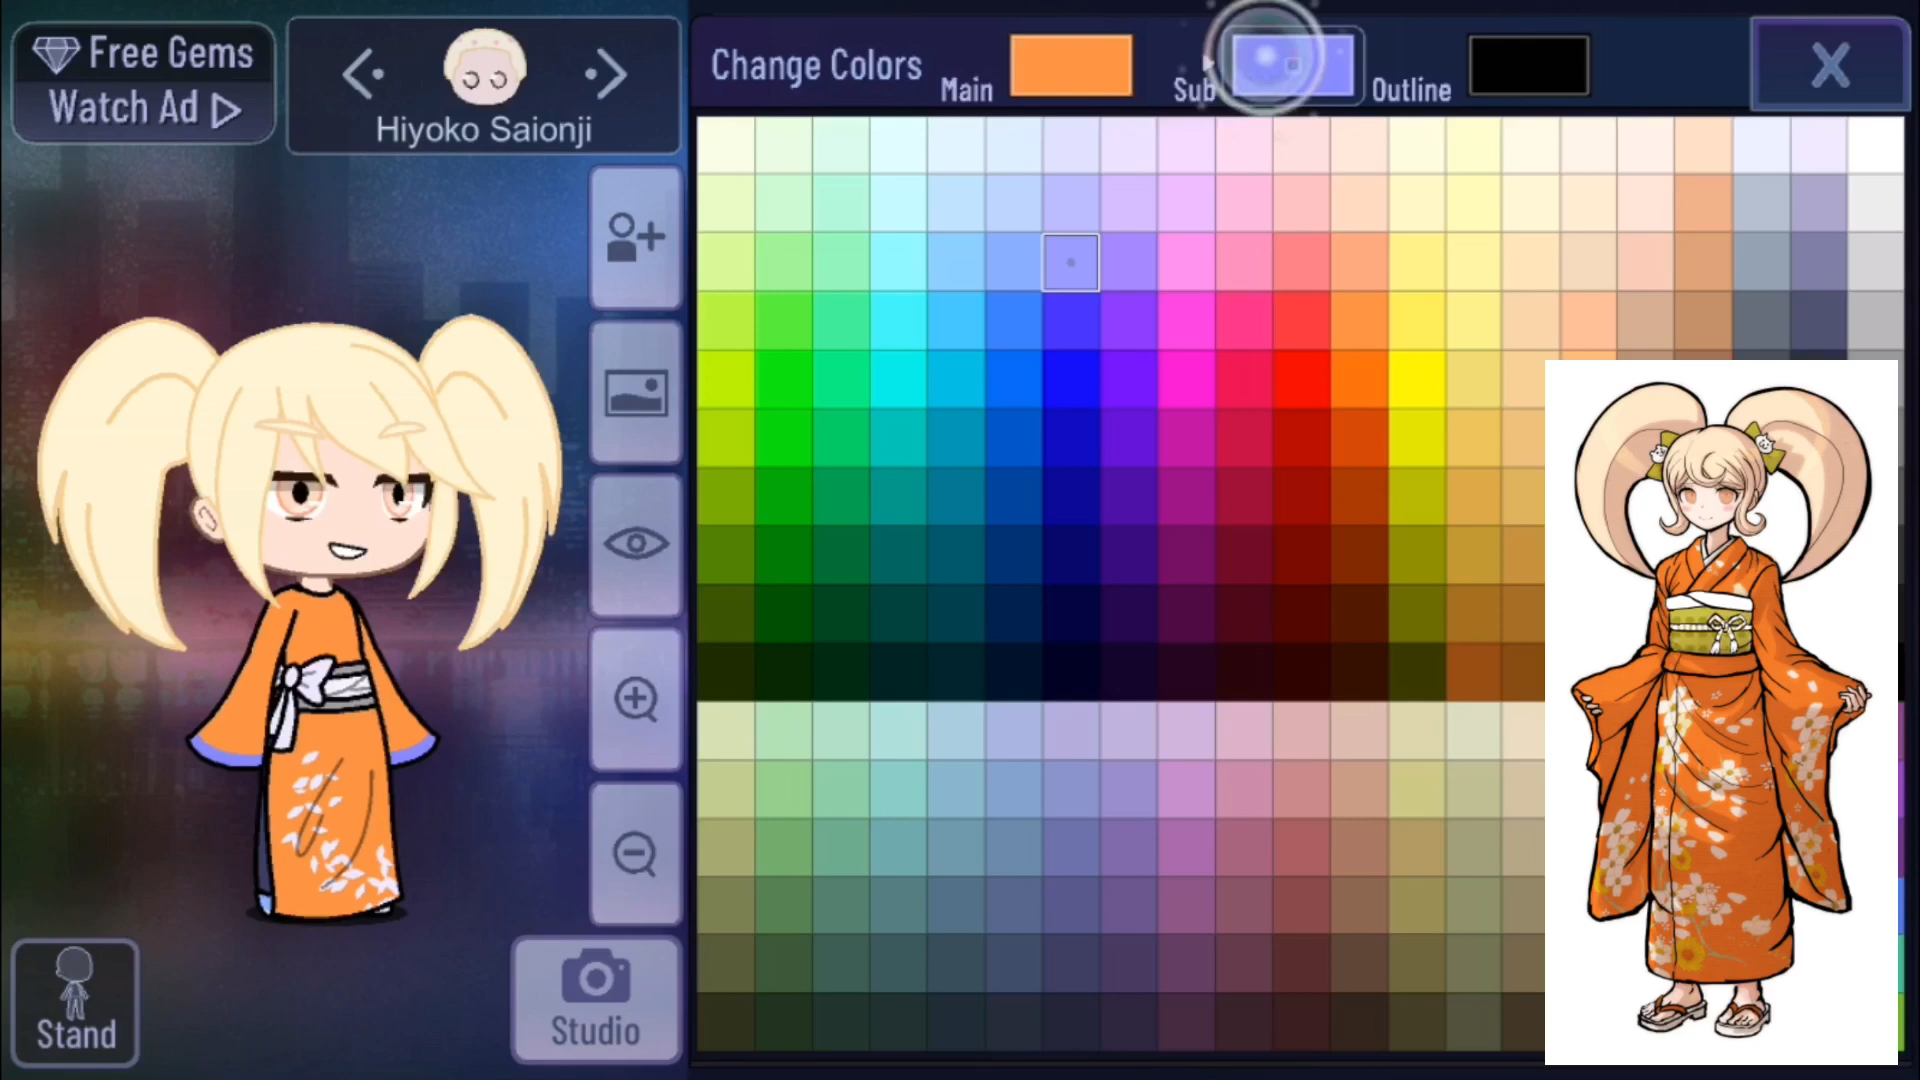 Free Gems
Watch Ad
Hiyoko Saionji
Change Colors
Main
Sub
Outline
X
Stand
Studio